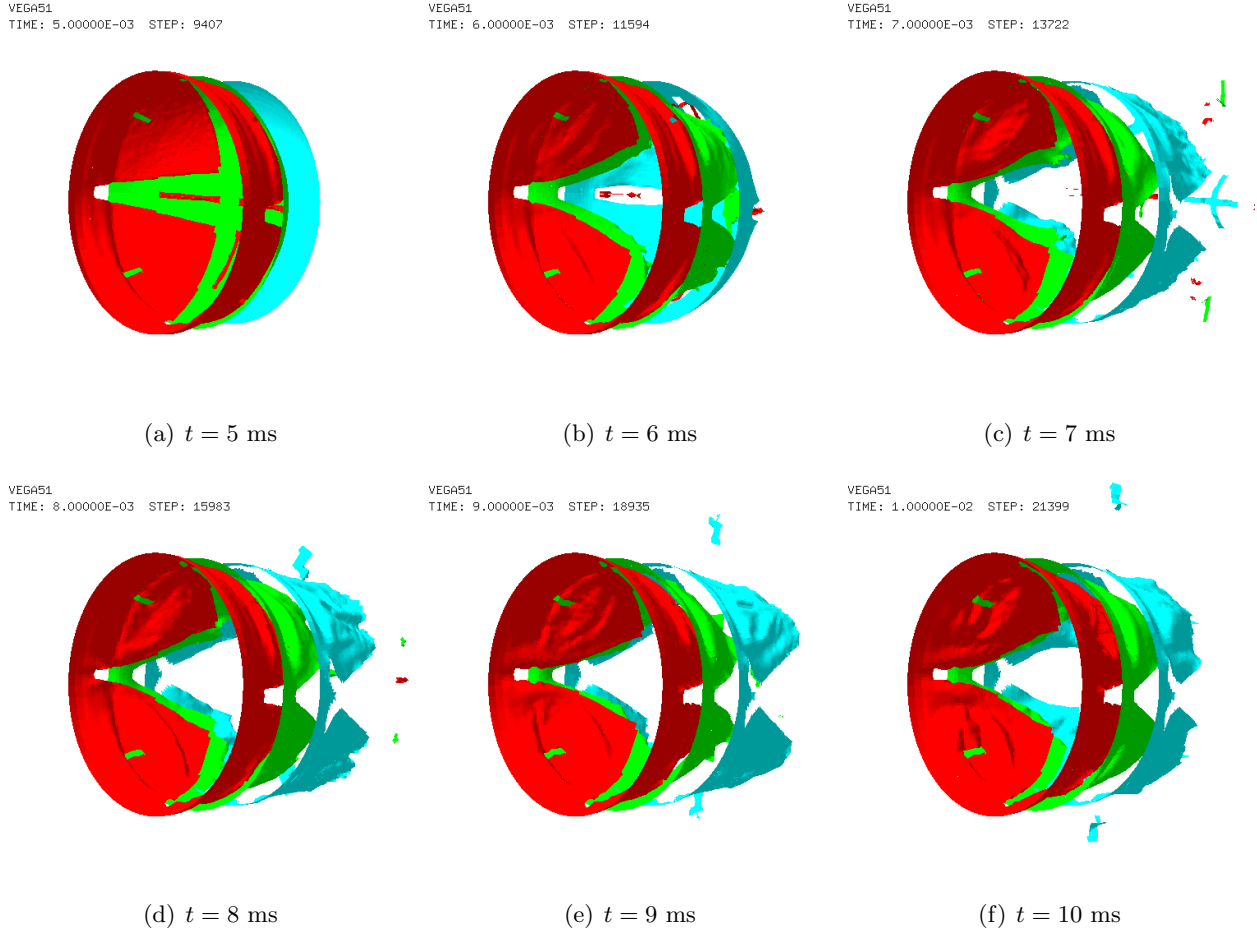 VEGA51
TIME: 5.00000E-03 STEP: 9407
(a) t = 5 ms
VEGA51
TIME: 6.00000E-03 STEP: 11594
(b) t = 6 ms
VEGA51
TIME: 7.00000E-03 STEP: 13722
(c) t = 7 ms
VEGA51
TIME: 8.00000E-03 STEP: 15983
(d) t = 8 ms
VEGA51
TIME: 9.00000E-03 STEP: 18935
(e) t = 9 ms
VEGA51
TIME: 1.00000E-02 STEP: 21399
(f) t = 10 ms